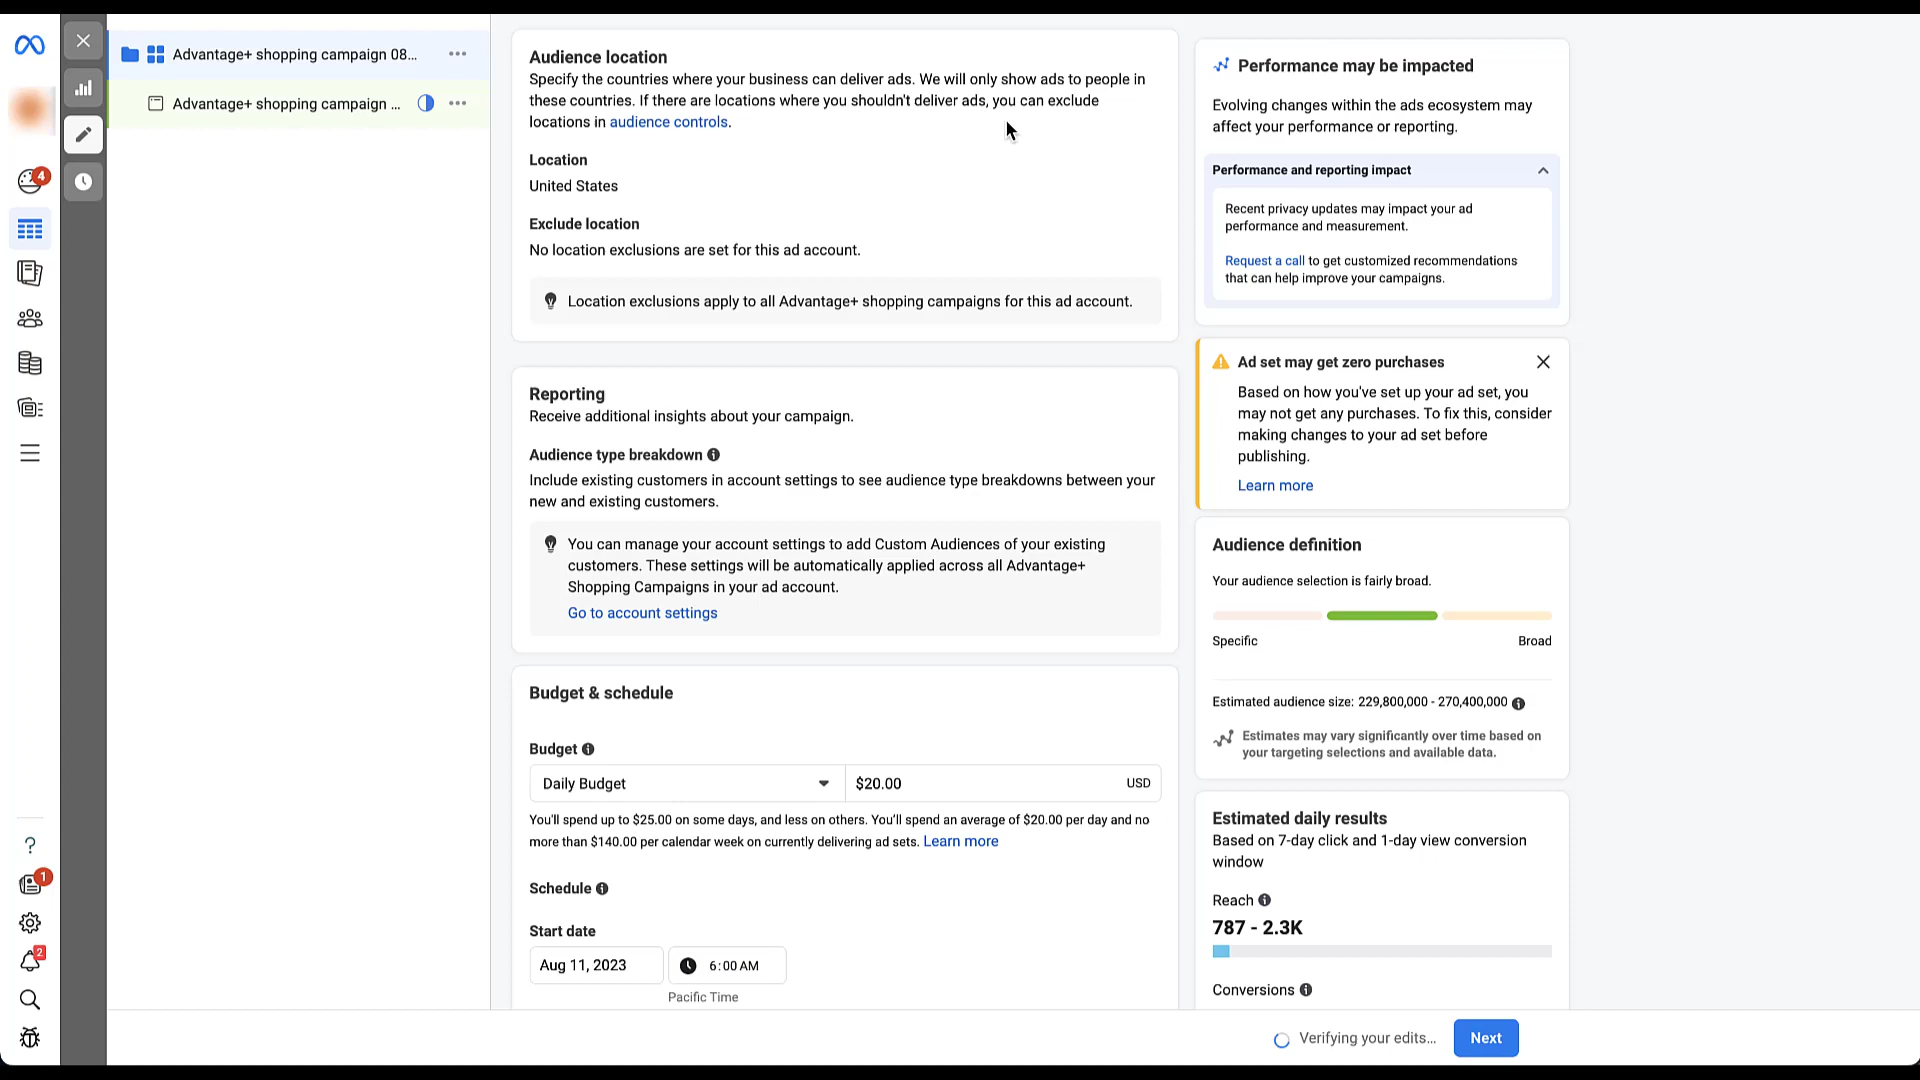 Advantage+ shopping campaign 08...
Advantage+ shopping campaign ...
4
1
2
Audience location
Specify the countries where your business can deliver ads. We will only show ads to people in
these countries. If there are locations where you shouldn't deliver ads, you can exclude
locations in audience controls.
Location
United States
Exclude location
No location exclusions are set for this ad account.
Location exclusions apply to all Advantage+ shopping campaigns for this ad account.
Reporting
Receive additional insights about your campaign.
Audience type breakdown
Include existing customers in account settings to see audience type breakdowns between your
new and existing customers.
You can manage your account settings to add Custom Audiences of your existing
customers. These settings will be automatically applied across all Advantage+
Shopping Campaigns in your ad account.
Go to account settings
Budget & schedule
Budget
Daily Budget
$20.00
USD
You'll spend up to $25.00 on some days, and less on others. You'll spend an average of $20.00 per day and no
more than $140.00 per calendar week on currently delivering ad sets. Learn more
Schedule
Start date
Aug 11, 2023
6:00 AM
Pacific Time
Performance may be impacted
Evolving changes within the ads ecosystem may
affect your performance or reporting.
Performance and reporting impact
Recent privacy updates may impact your ad
performance and measurement.
Request a call to get customized recommendations
that can help improve your campaigns.
Ad set may get zero purchases
Based on how you've set up your ad set, you
may not get any purchases. To fix this, consider
making changes to your ad set before
publishing.
Learn more
Audience definition
Your audience selection is fairly broad.
Specific
Broad
Estimated audience size: 229,800,000 - 270,400,000
Estimates may vary significantly over time based on
your targeting selections and available data.
Estimated daily results
Based on 7-day click and 1-day view conversion
window
Reach
787 - 2.3K
Conversions
Verifying your edits...
Next